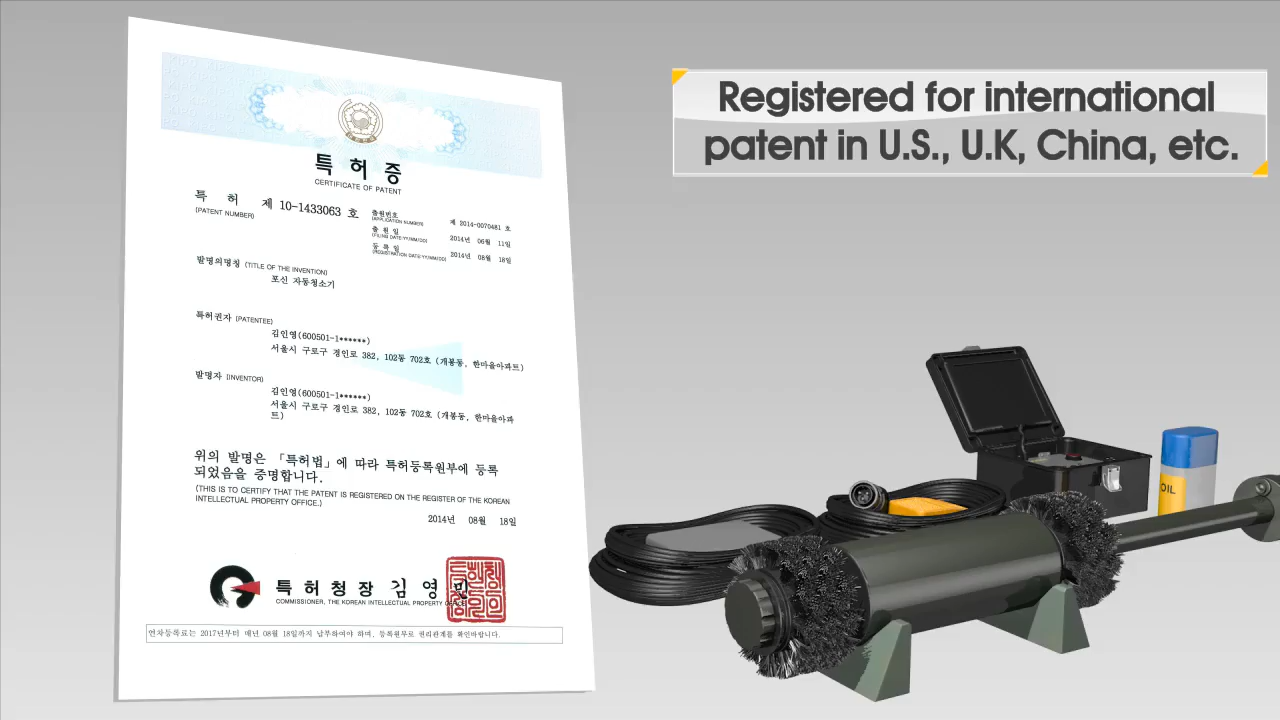 특 허 증
CERTIFICATE OF PATENT
특 허 제 10-1433063 호
(PATENT NUMBER)
출원번호 제 2014-0070481 호
(APPLICATION NUMBER)
출 원 일 2014년 06월 11일
(FILING DATE:YY/MM/DD)
등 록 일 2014년 08월 18일
(REGISTRATION DATE:YY/MM/DD)
발명의명칭 (TITLE OF THE INVENTION)
포신 자동청소기
특허권자 (PATENTEE)
김인영(600501-1******)
서울시 구로구 경인로 382, 102동 702호 (개봉동, 한마을아파트)
발명자 (INVENTOR)
김인영(600501-1******)
서울시 구로구 경인로 382, 102동 702호 (개봉동, 한마을아파
트)
위의 발명은 「특허법」에 따라 특허등록원부에 등록
되었음을 증명합니다.
(THIS IS TO CERTIFY THAT THE PATENT IS REGISTERED ON THE REGISTER OF THE KOREAN
INTELLECTUAL PROPERTY OFFICE.)
2014년 08월 18일
특허청장 김영민
COMMISSIONER, THE KOREAN INTELLECTUAL PROPERTY OFFICE
연차등록료는 2017년부터 매년 08월 18일까지 납부하여야 하며, 등록원부로 권리관계를 확인바랍니다.
Registered for international
patent in U.S., U.K, China, etc.
OIL